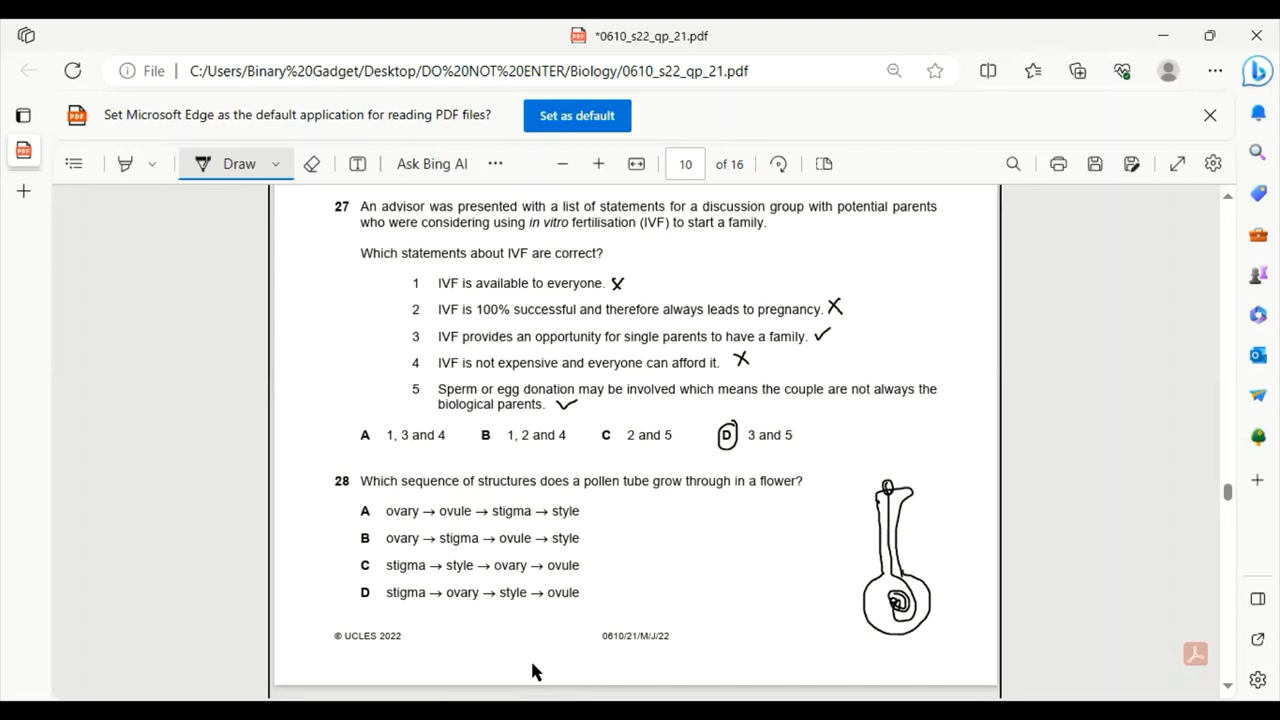 *0610_s22_qp_21.pdf
File C:/Users/Binary%20Gadget/Desktop/DO%20NOT%20ENTER/Biology/0610_s22_qp_21.pdf
Set Microsoft Edge as the default application for reading PDF files? Set as default
Draw Ask Bing AI 10 of 16
27 An advisor was presented with a list of statements for a discussion group with potential parents
who were considering using in vitro fertilisation (IVF) to start a family.
Which statements about IVF are correct?
1 IVF is available to everyone.
2 IVF is 100% successful and therefore always leads to pregnancy.
3 IVF provides an opportunity for single parents to have a family.
4 IVF is not expensive and everyone can afford it.
5 Sperm or egg donation may be involved which means the couple are not always the
biological parents.
A 1, 3 and 4 B 1, 2 and 4 C 2 and 5 D 3 and 5
28 Which sequence of structures does a pollen tube grow through in a flower?
A ovary → ovule → stigma → style
B ovary → stigma → ovule → style
C stigma → style → ovary → ovule
D stigma → ovary → style → ovule
© UCLES 2022 0610/21/M/J/22